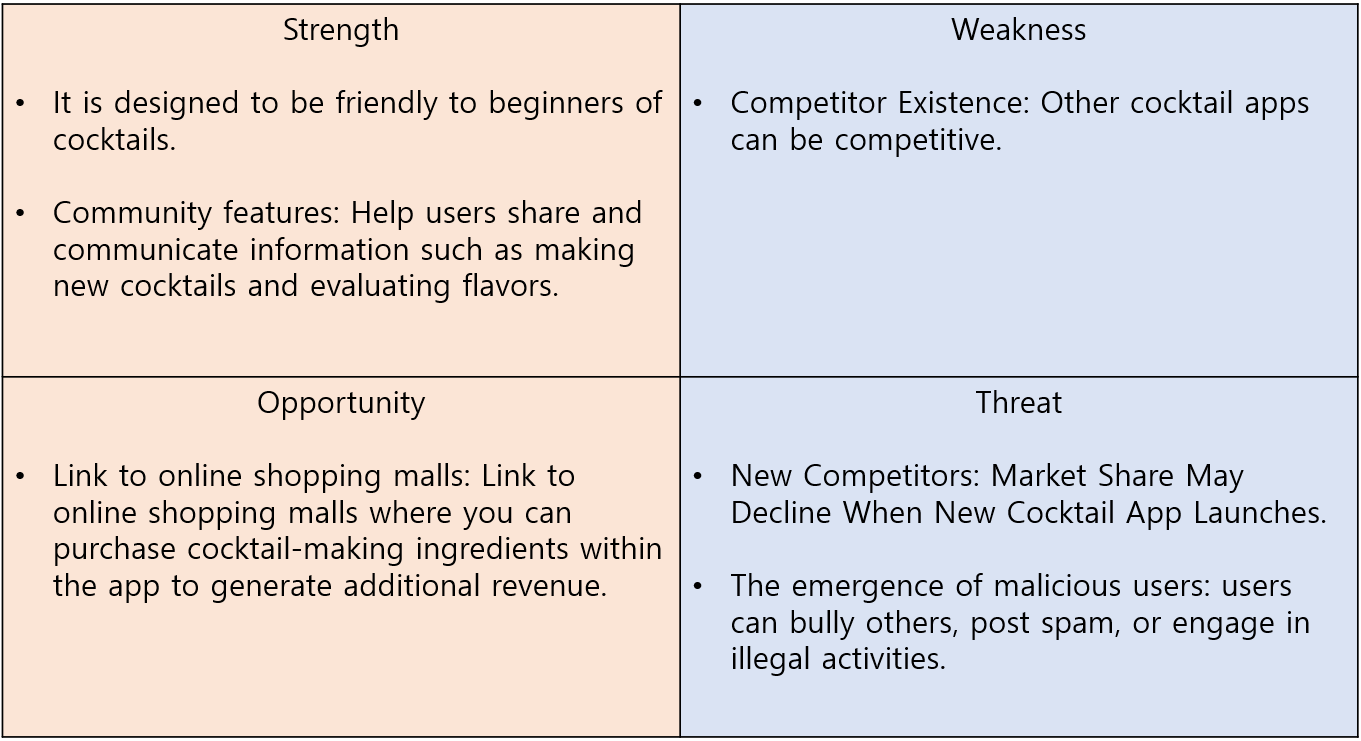 Strength
• It is designed to be friendly to beginners of
cocktails.
• Community features: Help users share and
communicate information such as making
new cocktails and evaluating flavors.
Weakness
• Competitor Existence: Other cocktail apps
can be competitive.
Opportunity
• Link to online shopping malls: Link to
online shopping malls where you can
purchase cocktail-making ingredients within
the app to generate additional revenue.
Threat
• New Competitors: Market Share May
Decline When New Cocktail App Launches.
• The emergence of malicious users: users
can bully others, post spam, or engage in
illegal activities.